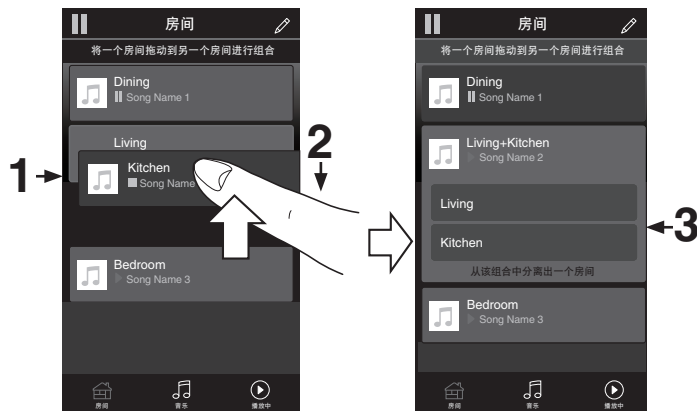 房间
将一个房间拖动到另一个房间进行组合
Dining
Song Name 1
Living
Kitchen
Song Name
Bedroom
Song Name 3
房间
音乐
播放中
1
2
房间
将一个房间拖动到另一个房间进行组合
Dining
Song Name 1
Living+Kitchen
Song Name 2
Living
Kitchen
从该组合中分离出一个房间
Bedroom
Song Name 3
房间
音乐
播放中
3